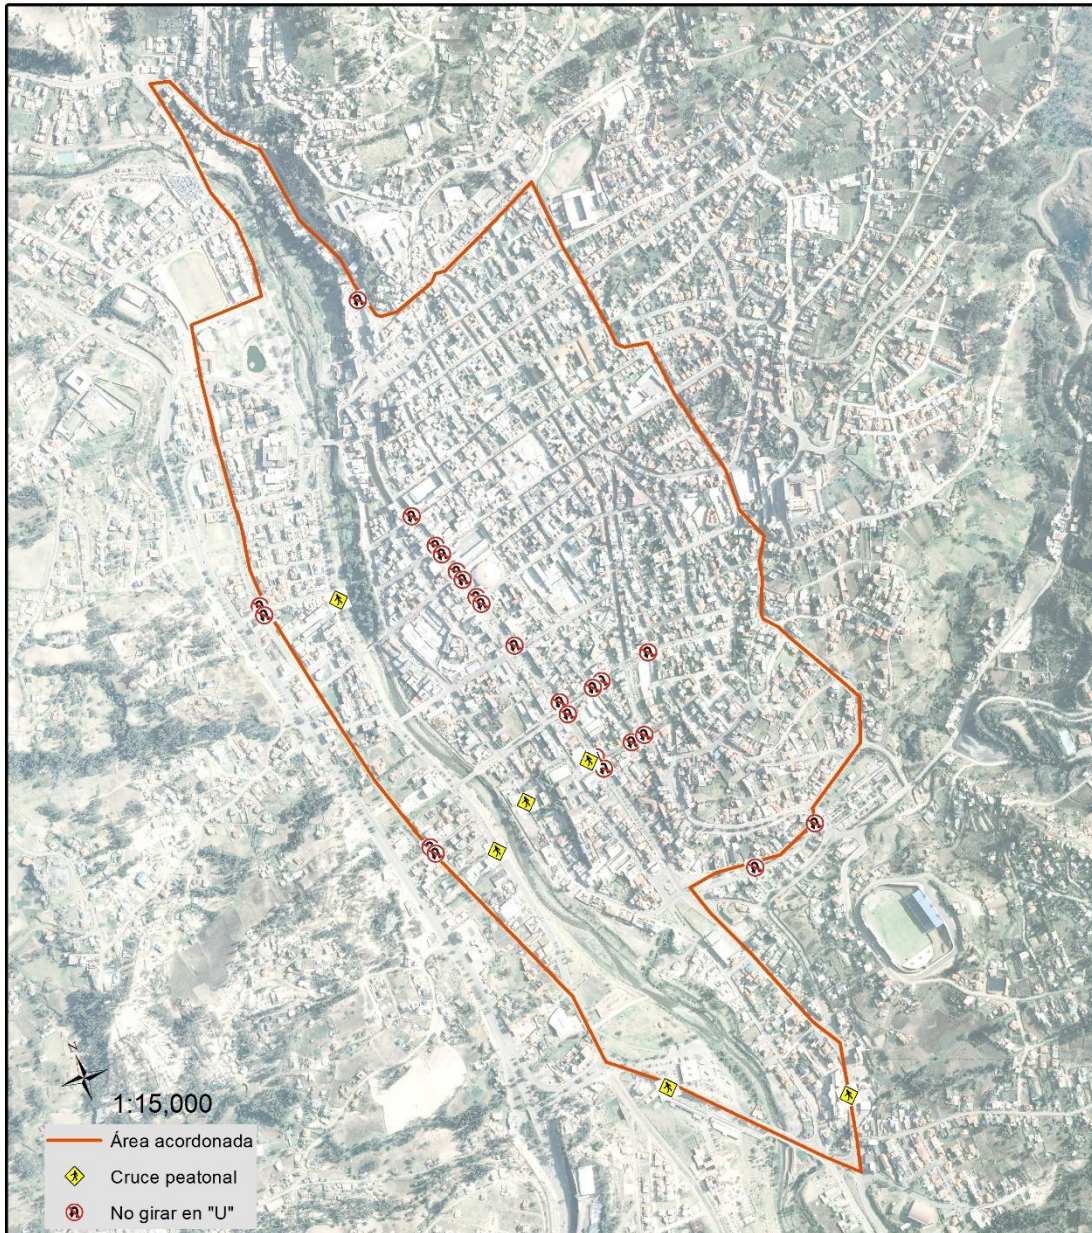 N
1:15,000
Área acordonada
Cruce peatonal
No girar en "U"